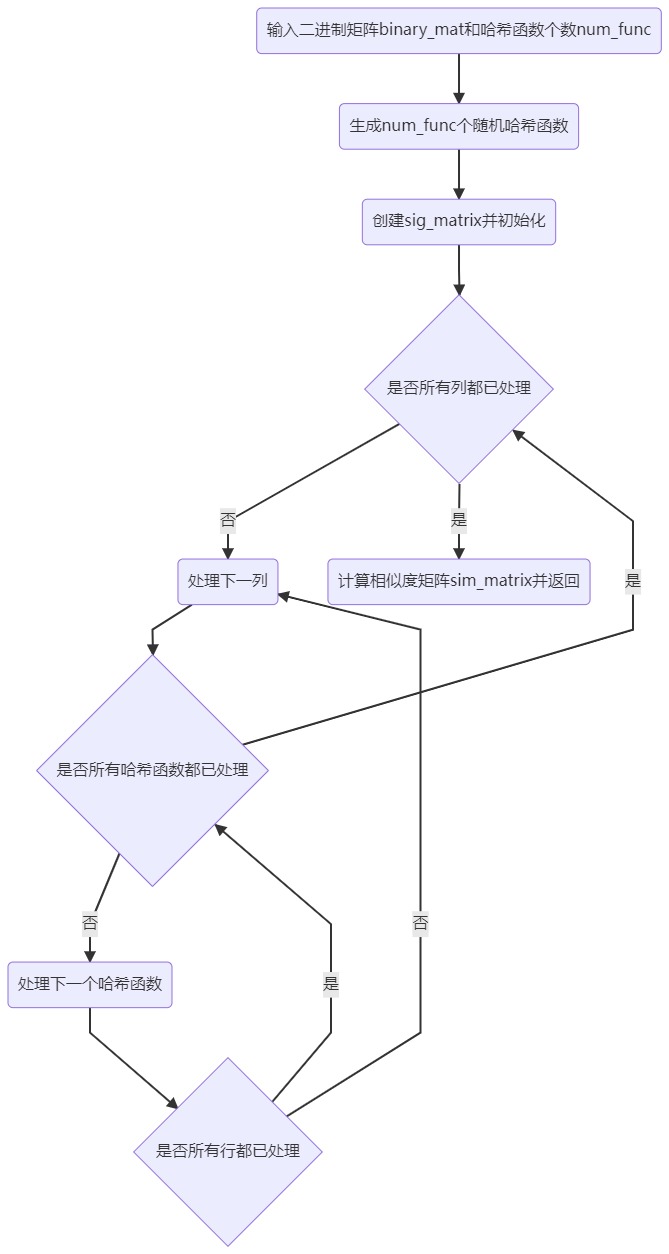 输入二进制矩阵binary_mat和哈希函数个数num_func
生成num_func个随机哈希函数
创建sig_matrix并初始化
是否所有列都已处理
否
是
处理下一列
计算相似度矩阵sim_matrix并返回
是
是否所有哈希函数都已处理
否
否
处理下一个哈希函数
是
是否所有行都已处理